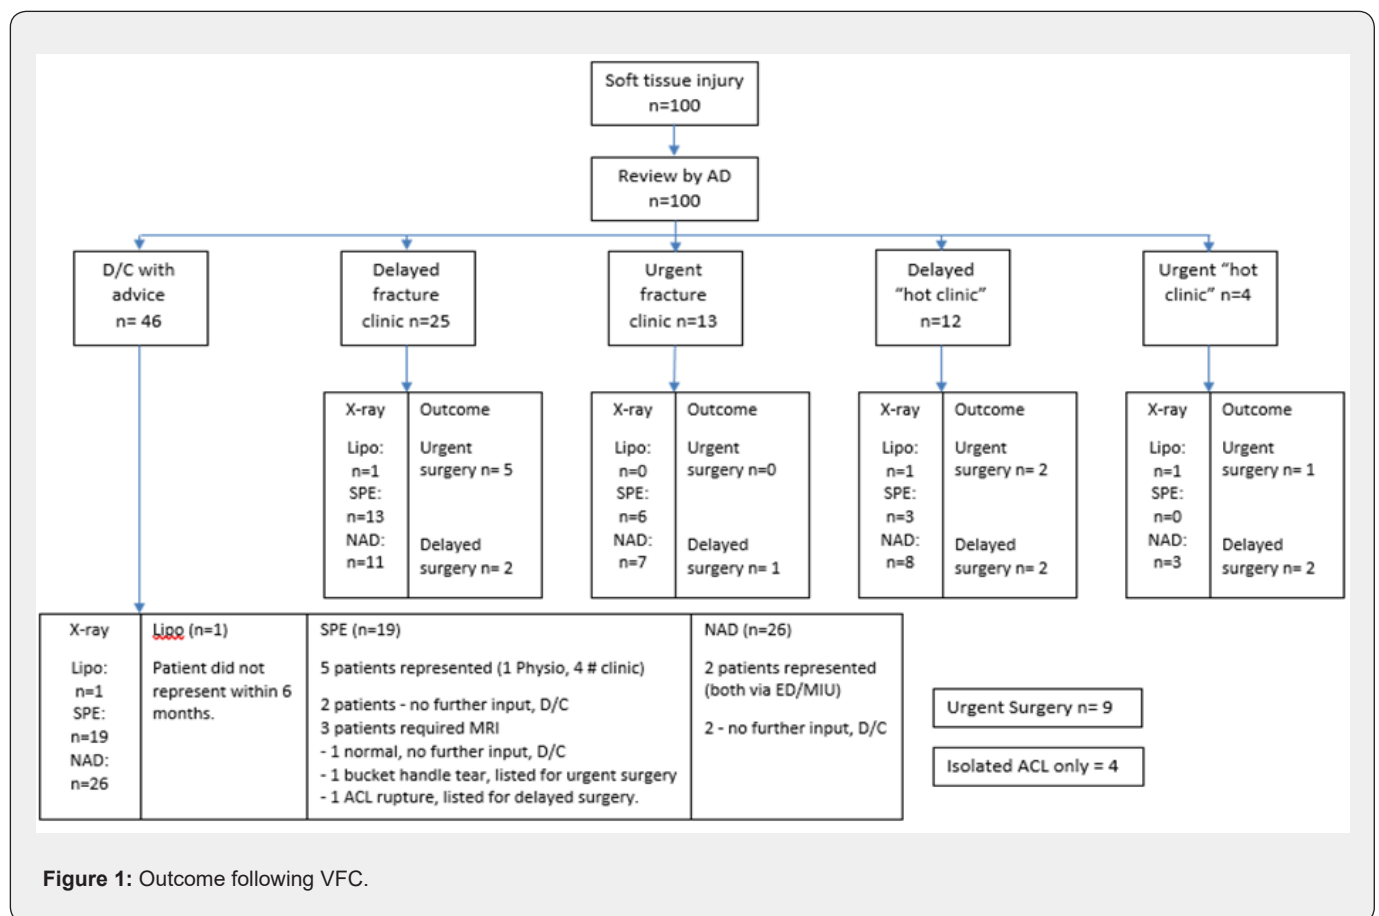 Soft tissue injury
n=100
Review by AD
n=100
D/C with
advice
n= 46
Delayed
fracture
clinic n=25
Urgent
fracture
clinic n=13
Delayed
"hot clinic"
n=12
Urgent "hot
clinic" n=4
X-ray
Lipo:
n=1
SPE:
n=13
NAD:
n=11
Outcome
Urgent
surgery n= 5
Delayed
surgery n= 2
X-ray
Lipo:
n=0
SPE:
n=6
NAD:
n=7
Outcome
Urgent
surgery n=0
Delayed
surgery n= 1
X-ray
Lipo:
n=1
SPE:
n=3
NAD:
n=8
Outcome
Urgent
surgery n= 2
Delayed
surgery n= 2
X-ray
Lipo:
n=1
SPE:
n=0
NAD:
n=3
Outcome
Urgent
surgery n= 1
Delayed
surgery n= 2
X-ray
Lipo:
n=1
SPE:
n=19
NAD:
n=26
Lipo (n=1)
Patient did not
represent within 6
months.
SPE (n=19)
5 patients represented (1 Physio, 4 # clinic)
2 patients - no further input, D/C
3 patients required MRI
- 1 normal, no further input, D/C
- 1 bucket handle tear, listed for urgent surgery
- 1 ACL rupture, listed for delayed surgery.
NAD (n=26)
2 patients represented
(both via ED/MIU)
2 - no further input, D/C
Urgent Surgery n= 9
Isolated ACL only = 4
Figure 1: Outcome following VFC.